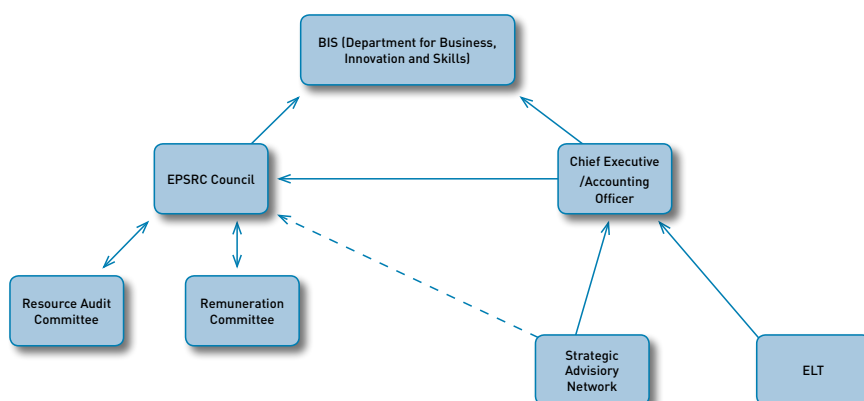 BIS (Department for Business,
Innovation and Skills)
EPSRC Council
Chief Executive
/Accounting
Officer
Resource Audit
Committee
Remuneration
Committee
Strategic
Advisiory
Network
ELT